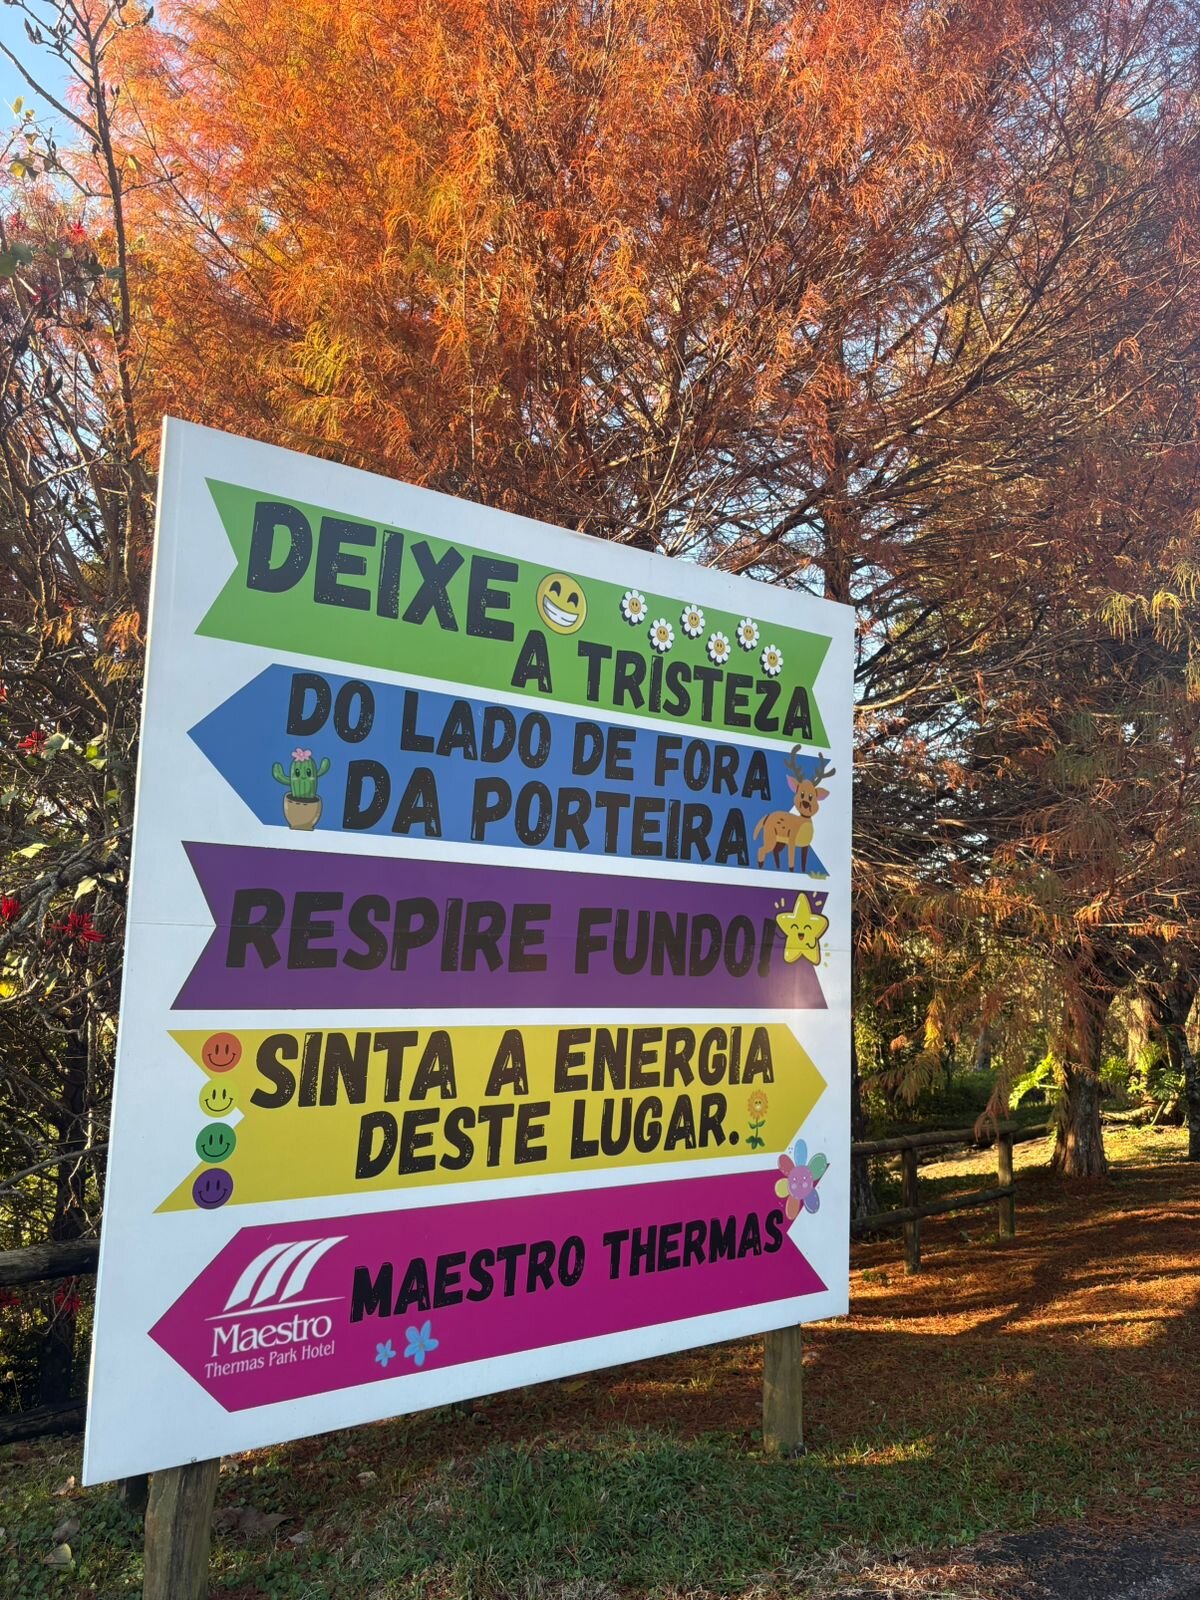 DEIXE
A TRISTEZA
DO LADO DE FORA
DA PORTEIRA
RESPIRE FUNDO!
SINTA A ENERGIA
DESTE LUGAR.
MAESTRO THERMAS
Maestro
Thermas Park Hotel